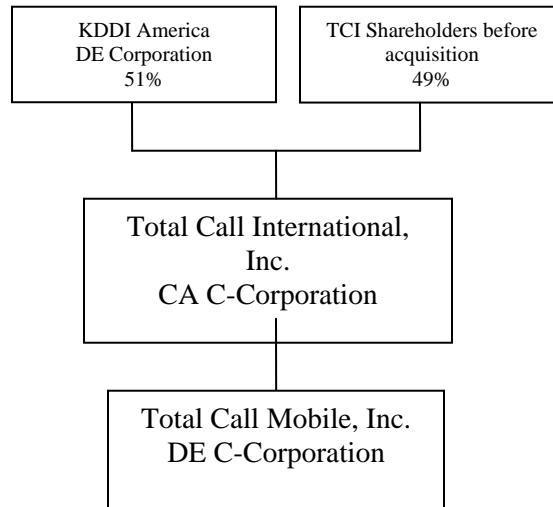 KDDI America
DE Corporation
51%
TCI Shareholders before
acquisition
49%
Total Call International,
Inc.
CA C-Corporation
Total Call Mobile, Inc.
DE C-Corporation